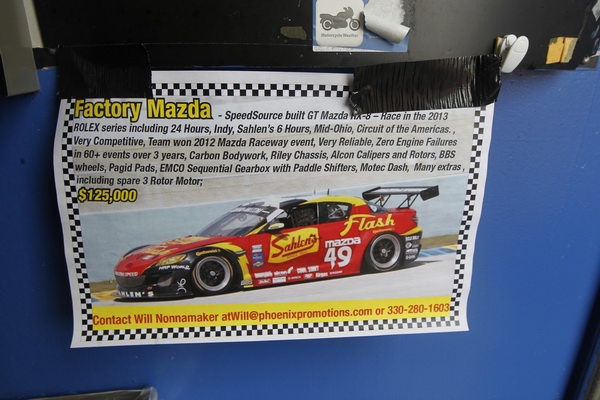 Motorcycle Weather
Factory Mazda - SpeedSource built GT Mazda RX-8 – Race in the 2013
ROLEX series including 24 Hours, Indy, Sahlen's 6 Hours, Mid-Ohio, Circuit of the Americas. ,
Very Competitive, Team won 2012 Mazda Raceway event, Very Reliable, Zero Engine Failures
in 60+ events over 3 years, Carbon Bodywork, Riley Chassis, Alcon Calipers and Rotors, BBS
wheels, Pagid Pads, EMCO Sequential Gearbox with Paddle Shifters, Motec Dash, Many extras ,
including spare 3 Rotor Motor;
$125,000
Flash
Sahlen's
mazda
49
Contact Will Nonnamaker atWill@phoenixpromotions.com or 330-280-1603